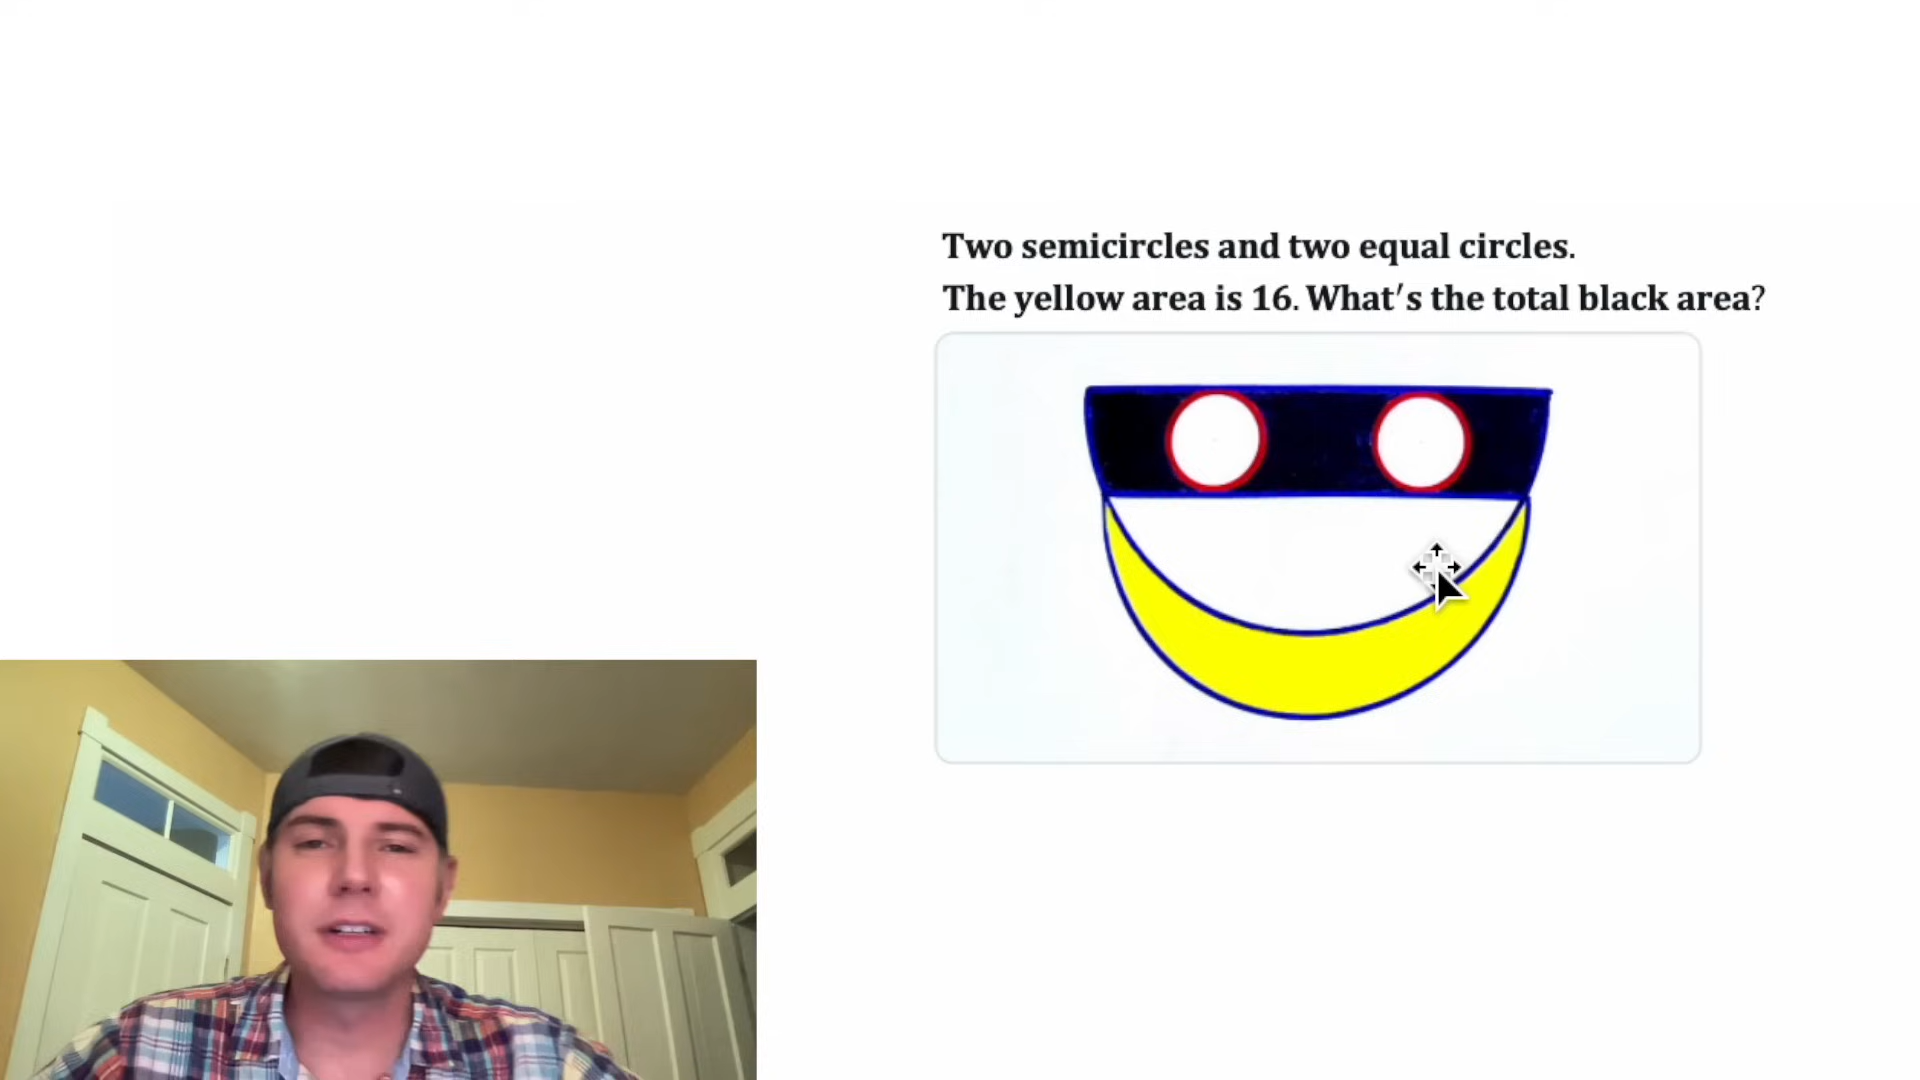 Two semicircles and two equal circles.
The yellow area is 16. What's the total black area?